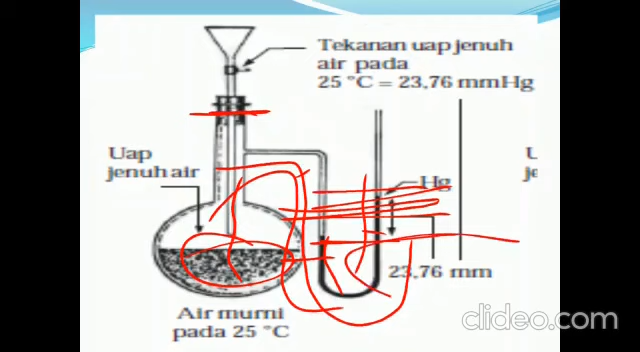 Tekanan uap jenuh
air pada
25 °C = 23,76 mmHg
Uap
jenuh air
Hg
23,76 mm
Air murni
pada 25 °C
U
je
clideo.com